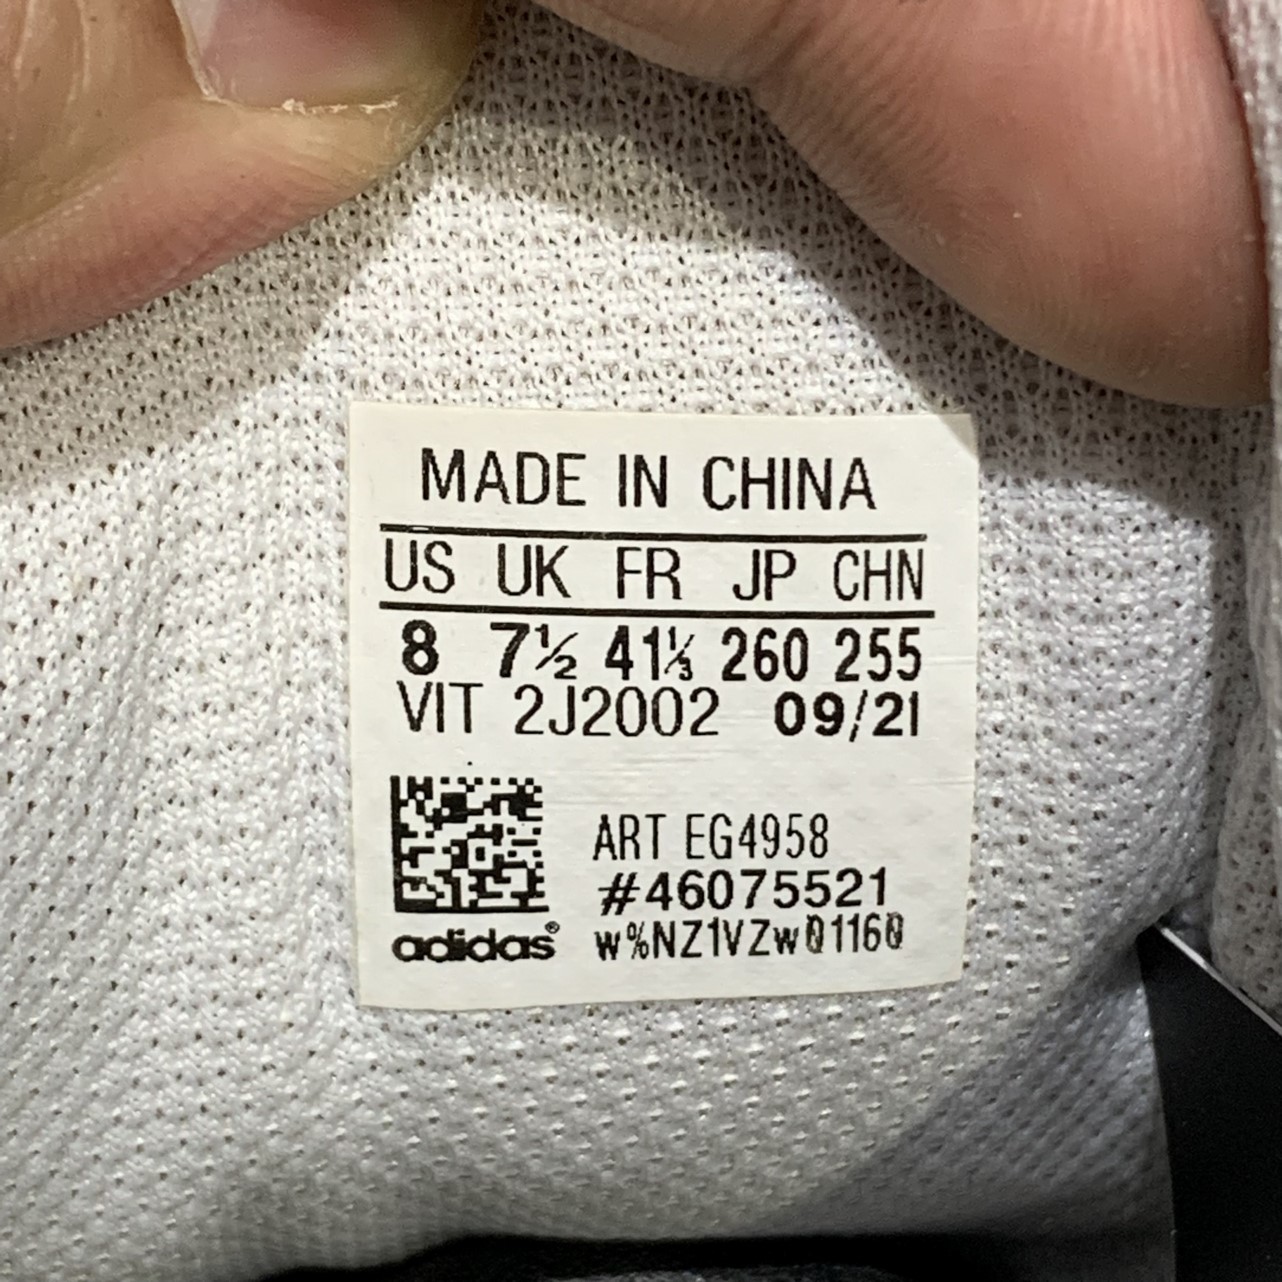 MADE IN CHINA
US UK FR JP CHN
8 7½ 41⅓ 260 255
VIT 2J2002 09/21
ART EG4958
#46075521
adidas® w%NZ1VZw01160